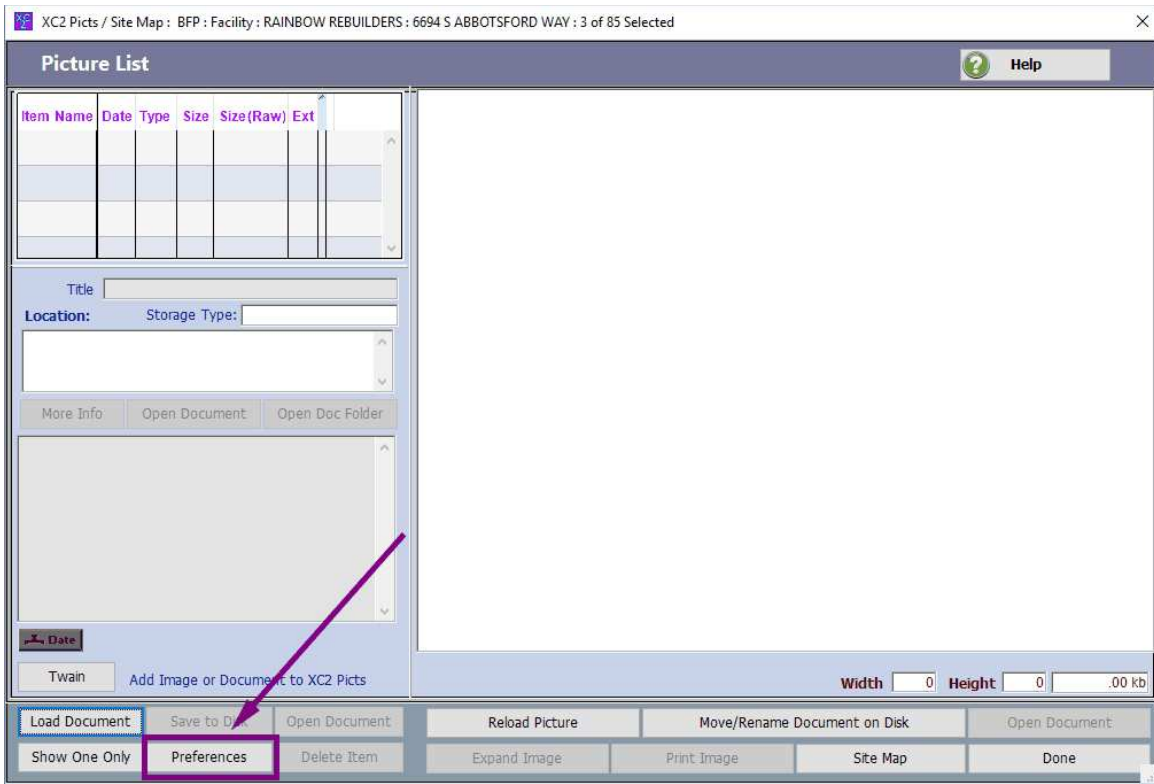 XC2 Picts / Site Map : BFP : Facility : RAINBOW REBUILDERS : 6694 S ABBOTSFORD WAY : 3 of 85 Selected
Picture List
Help
Item Name Date Type Size Size(Raw) Ext
Title
Location: Storage Type:
More Info Open Document Open Doc Folder
Date
Twain Add Image or Document to XC2 Picts
Width 0 Height 0 .00 kb
Load Document Save to Disk Open Document Reload Picture Move/Rename Document on Disk Open Document
Show One Only Preferences Delete Item Expand Image Print Image Site Map Done